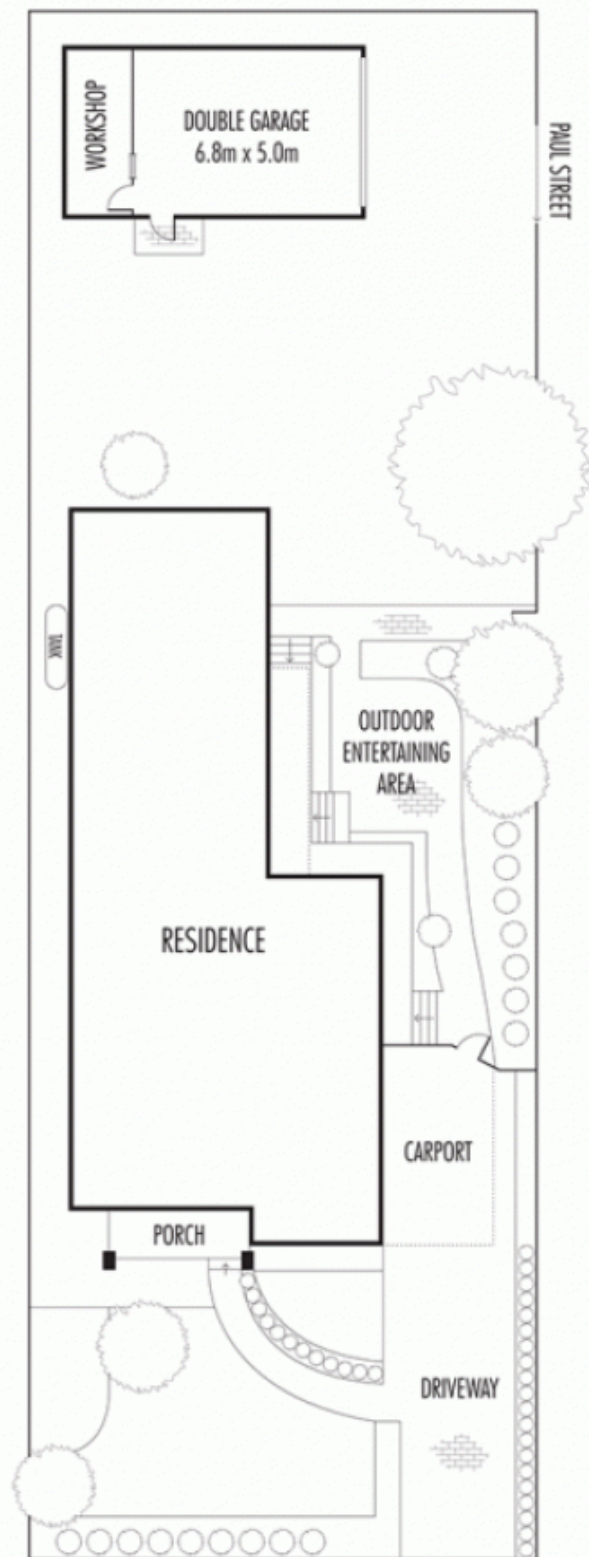 WORKSHOP
DOUBLE GARAGE
6.8m x 5.0m
PAUL STREET
TANK
OUTDOOR
ENTERTAINING
AREA
RESIDENCE
CARPORT
PORCH
DRIVEWAY